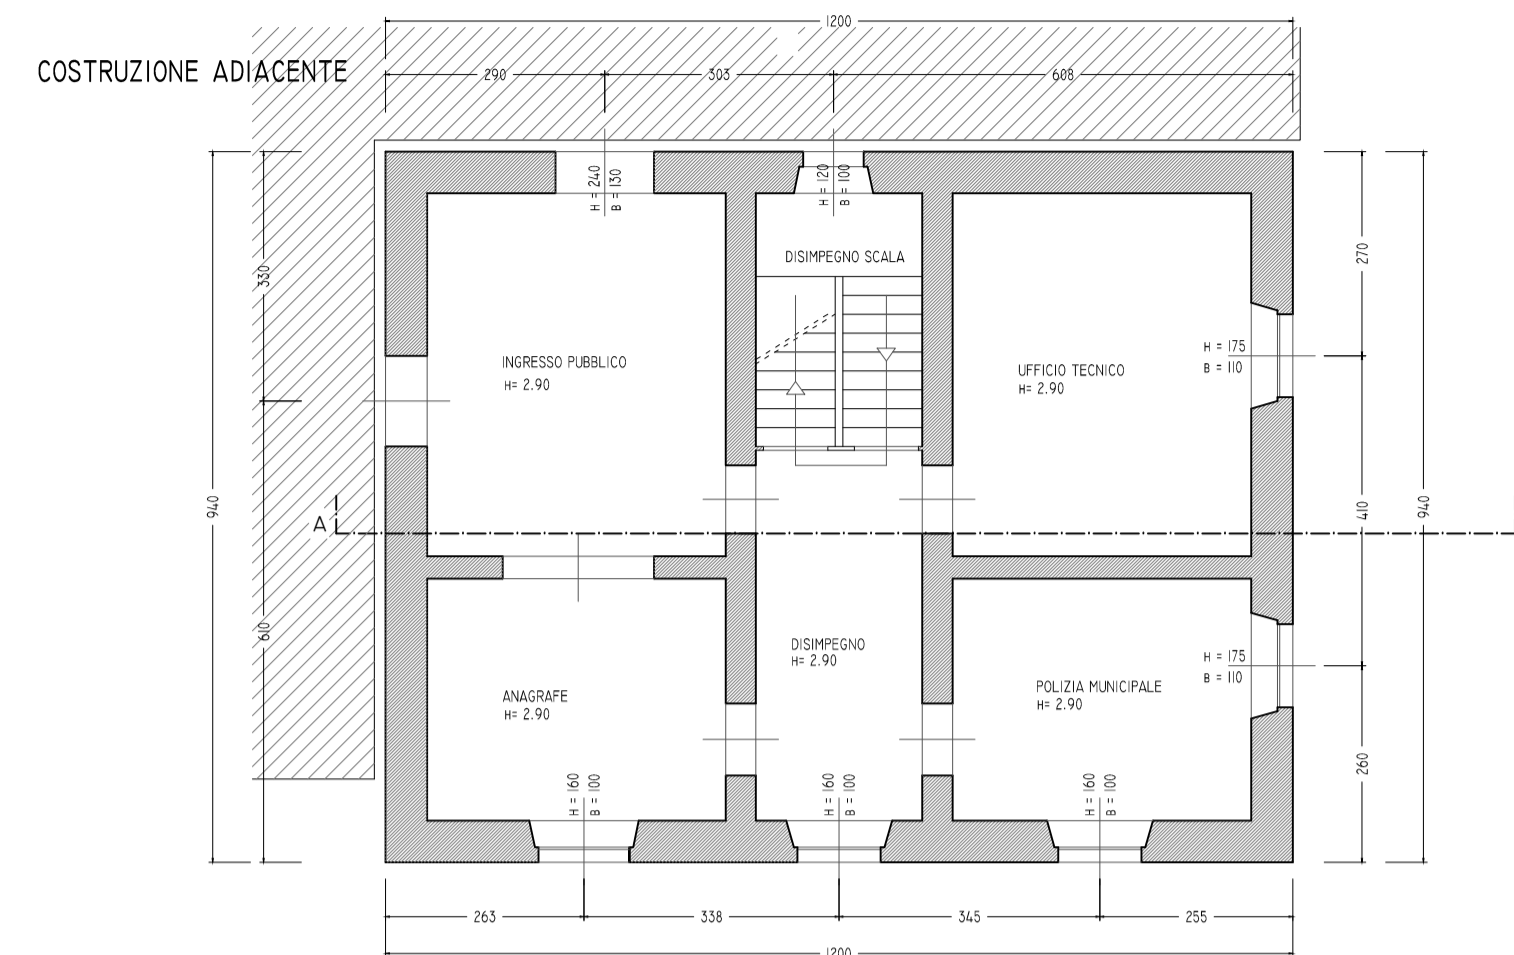 1200
COSTRUZIONE ADIACENTE
290
303
608
H = 240
B = 130
H = 120
B = 100
DISIMPEGNO SCALA
330
270
INGRESSO PUBBLICO
H= 2.90
UFFICIO TECNICO
H= 2.90
H = 175
B = 110
940
A
410
940
610
DISIMPEGNO
H= 2.90
ANAGRAFE
H= 2.90
POLIZIA MUNICIPALE
H= 2.90
H = 175
B = 110
260
H = 160
B = 100
H = 160
B = 100
H = 160
B = 100
263
338
345
255
1200